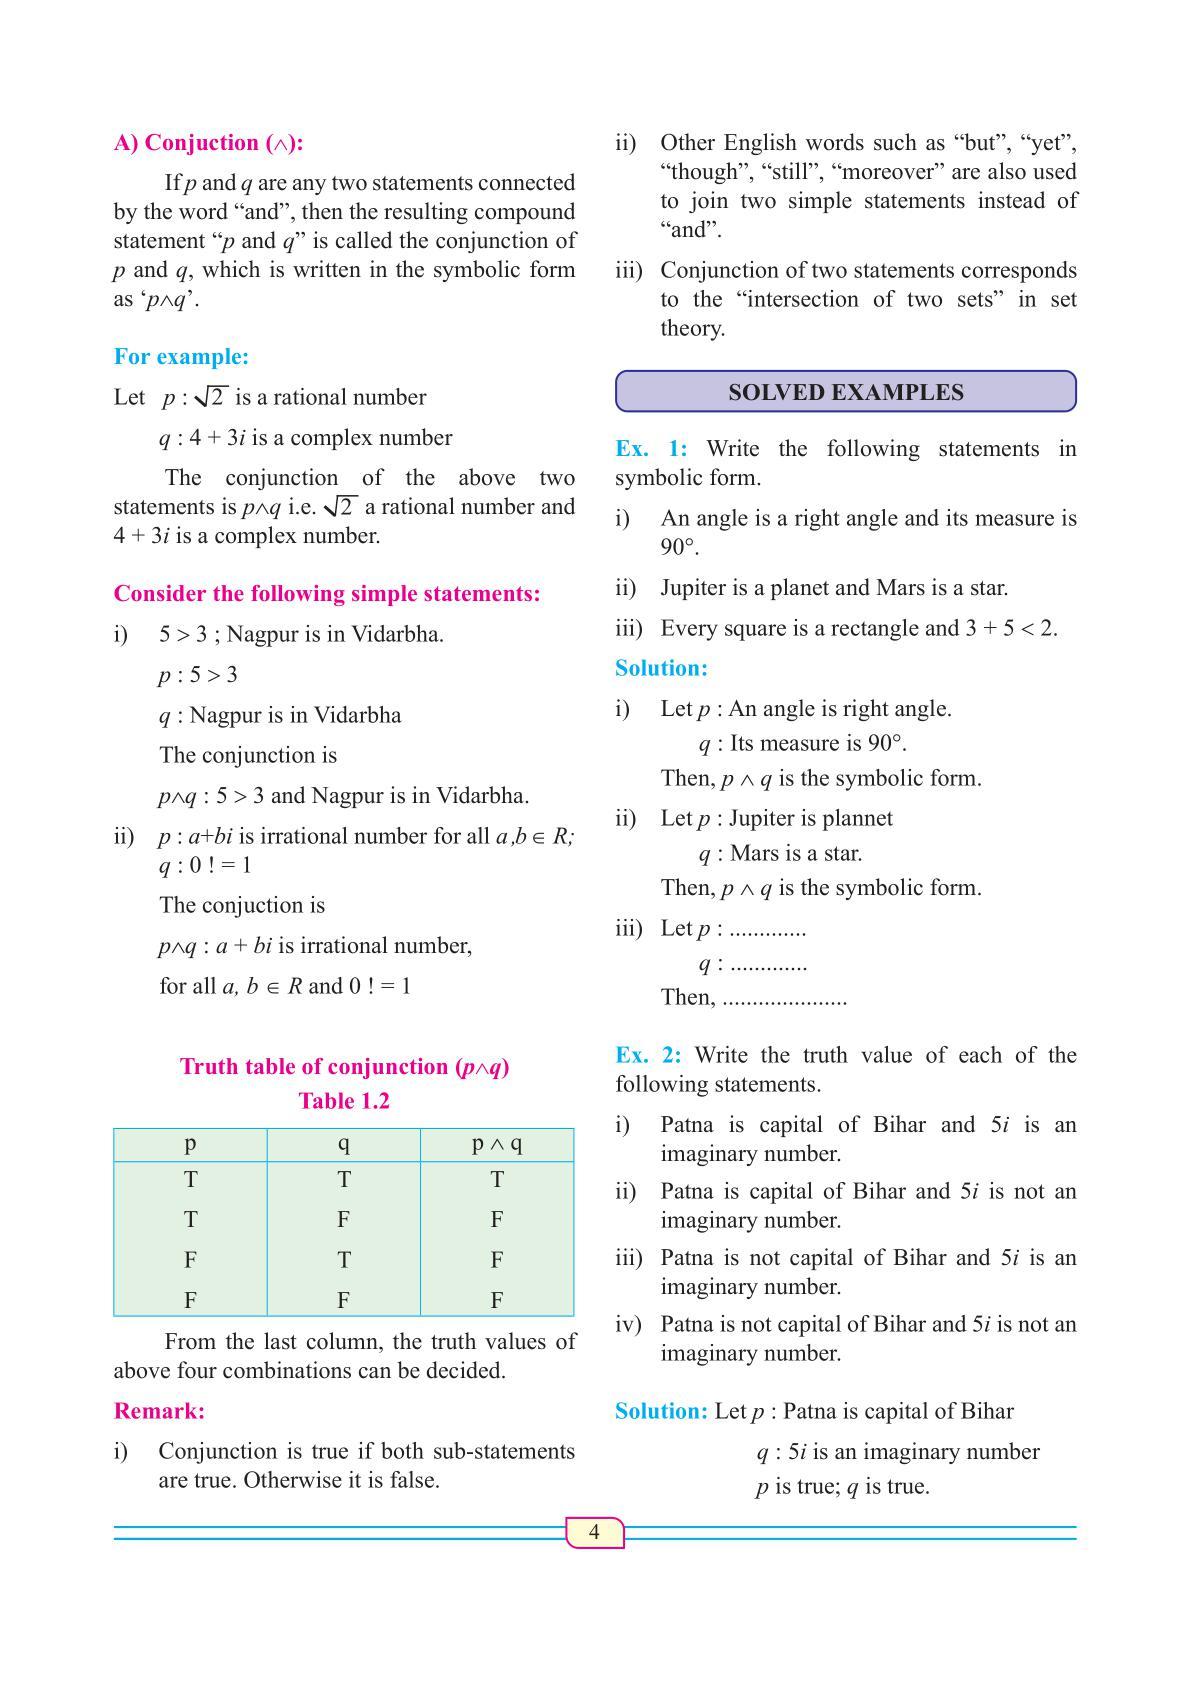 A) Conjuction (∧):
If p and q are any two statements connected
by the word “and”, then the resulting compound
statement “p and q” is called the conjunction of
p and q, which is written in the symbolic form
as ‘p∧q’.
For example:
Let p : √2 is a rational number
q : 4 + 3i is a complex number
The conjunction of the above two
statements is p∧q i.e. √2 a rational number and
4 + 3i is a complex number.
Consider the following simple statements:
i) 5 > 3 ; Nagpur is in Vidarbha.
p : 5 > 3
q : Nagpur is in Vidarbha
The conjunction is
p∧q : 5 > 3 and Nagpur is in Vidarbha.
ii) p : a+bi is irrational number for all a,b ∈ R;
q : 0 ! = 1
The conjuction is
p∧q : a + bi is irrational number,
for all a, b ∈ R and 0 ! = 1
Truth table of conjunction (p∧q)
Table 1.2
p q p ∧ q
T T T
T F F
F T F
F F F
From the last column, the truth values of
above four combinations can be decided.
Remark:
i) Conjunction is true if both sub-statements
are true. Otherwise it is false.
ii) Other English words such as “but”, “yet”,
“though”, “still”, “moreover” are also used
to join two simple statements instead of
“and”.
iii) Conjunction of two statements corresponds
to the “intersection of two sets” in set
theory.
SOLVED EXAMPLES
Ex. 1: Write the following statements in
symbolic form.
i) An angle is a right angle and its measure is
90°.
ii) Jupiter is a planet and Mars is a star.
iii) Every square is a rectangle and 3 + 5 < 2.
Solution:
i) Let p : An angle is right angle.
q : Its measure is 90°.
Then, p ∧ q is the symbolic form.
ii) Let p : Jupiter is plannet
q : Mars is a star.
Then, p ∧ q is the symbolic form.
iii) Let p : .............
q : .............
Then, .....................
Ex. 2: Write the truth value of each of the
following statements.
i) Patna is capital of Bihar and 5i is an
imaginary number.
ii) Patna is capital of Bihar and 5i is not an
imaginary number.
iii) Patna is not capital of Bihar and 5i is an
imaginary number.
iv) Patna is not capital of Bihar and 5i is not an
imaginary number.
Solution: Let p : Patna is capital of Bihar
q : 5i is an imaginary number
p is true; q is true.
4